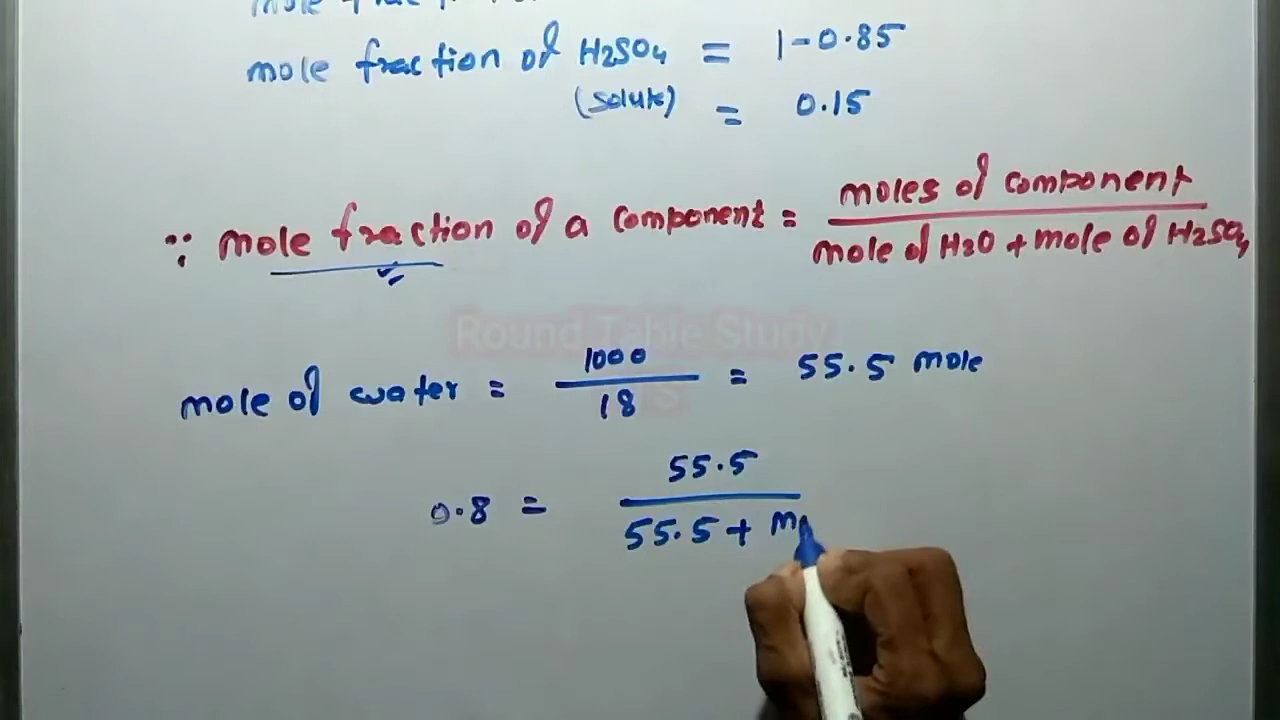 mole fraction of H2SO4 = 1-0.85
(solute) = 0.15
∵ mole fraction of a component = moles of component
mole of H2O + mole of H2SO4
Round Table Study
mole of water = 1000 / 18 = 55.5 mole
0.8 = 55.5
55.5 + m